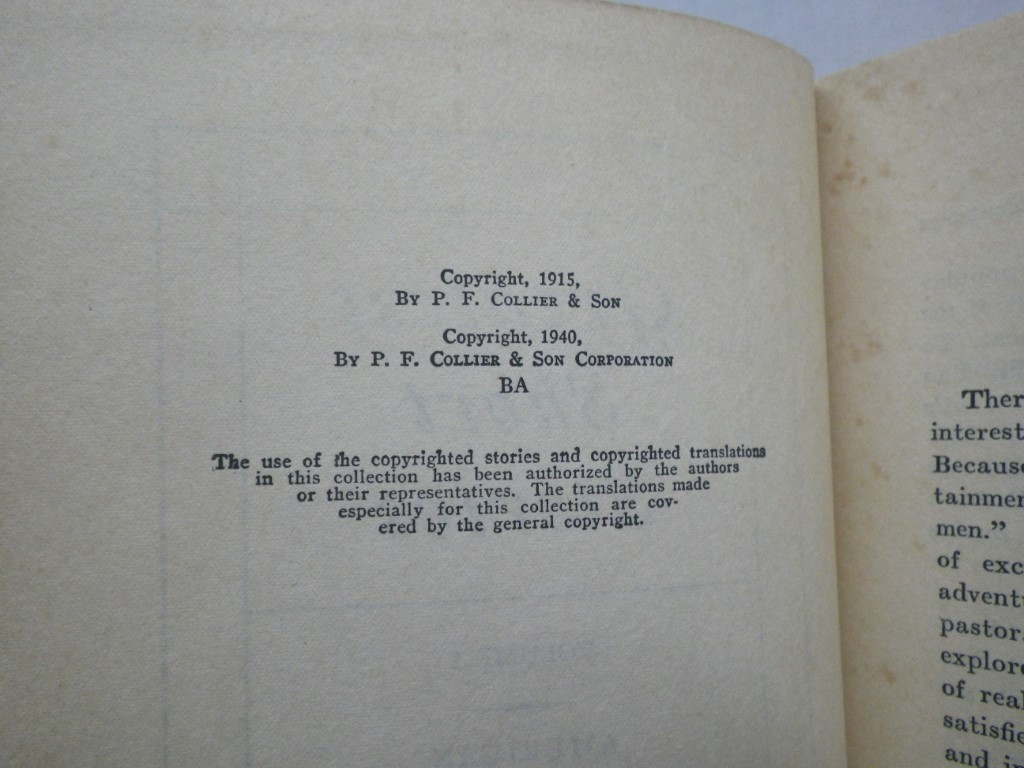 Copyright, 1915,
By P. F. Collier & Son
Copyright, 1940,
By P. F. Collier & Son Corporation
BA
The use of the copyrighted stories and copyrighted translations
in this collection has been authorized by the authors
or their representatives. The translations made
especially for this collection are cov-
ered by the general copyright.
Ther
interest
Because
tainmen
men.”
of exc
adventu
pastor
explore
of real
satisfie
and in